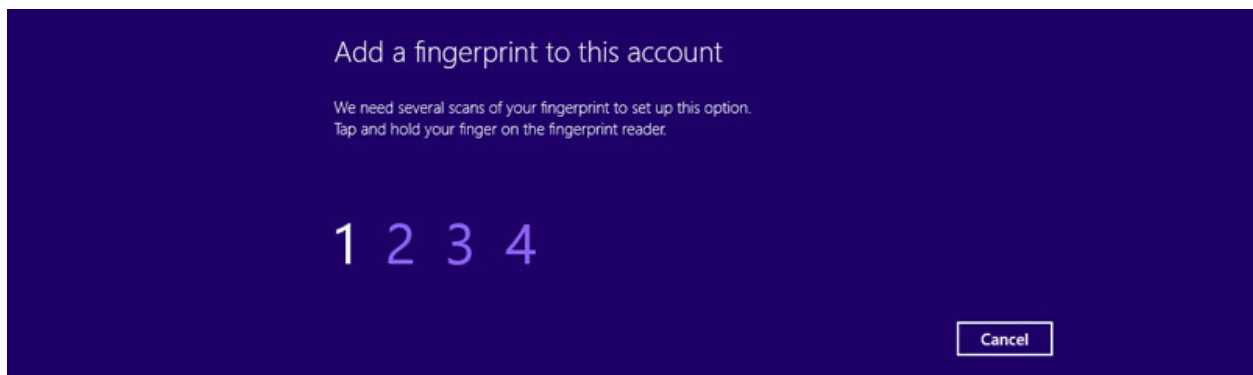 Add a fingerprint to this account
We need several scans of your fingerprint to set up this option.
Tap and hold your finger on the fingerprint reader.
1 2 3 4
Cancel